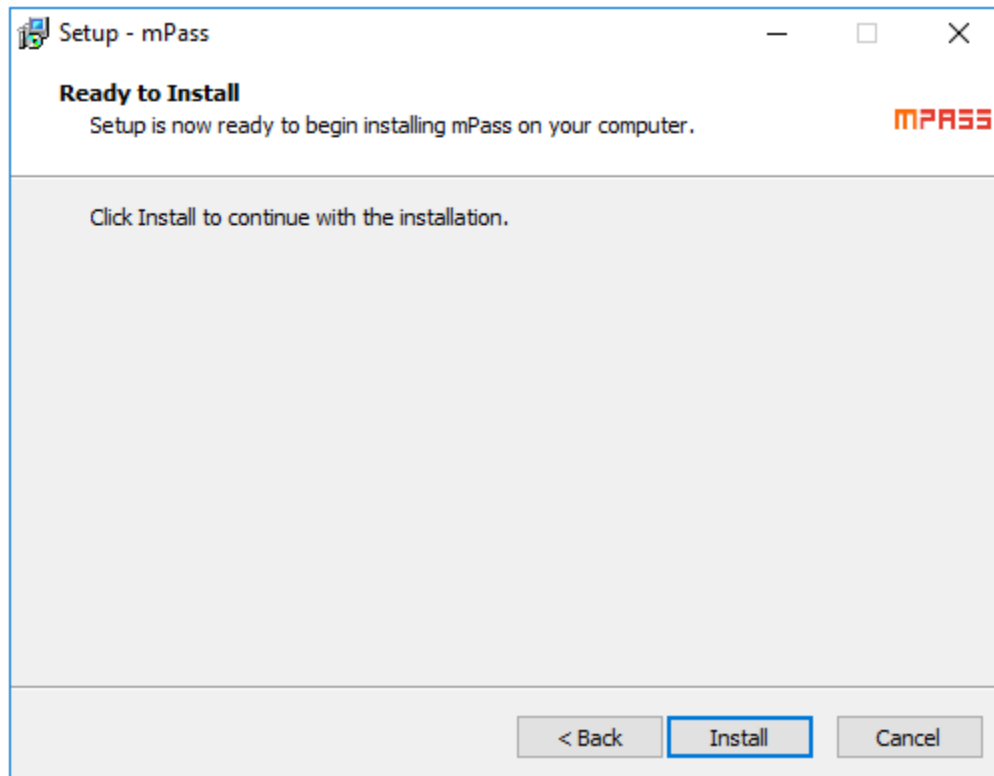 Setup - mPass
Ready to Install
Setup is now ready to begin installing mPass on your computer.
mPASS
Click Install to continue with the installation.
< Back
Install
Cancel